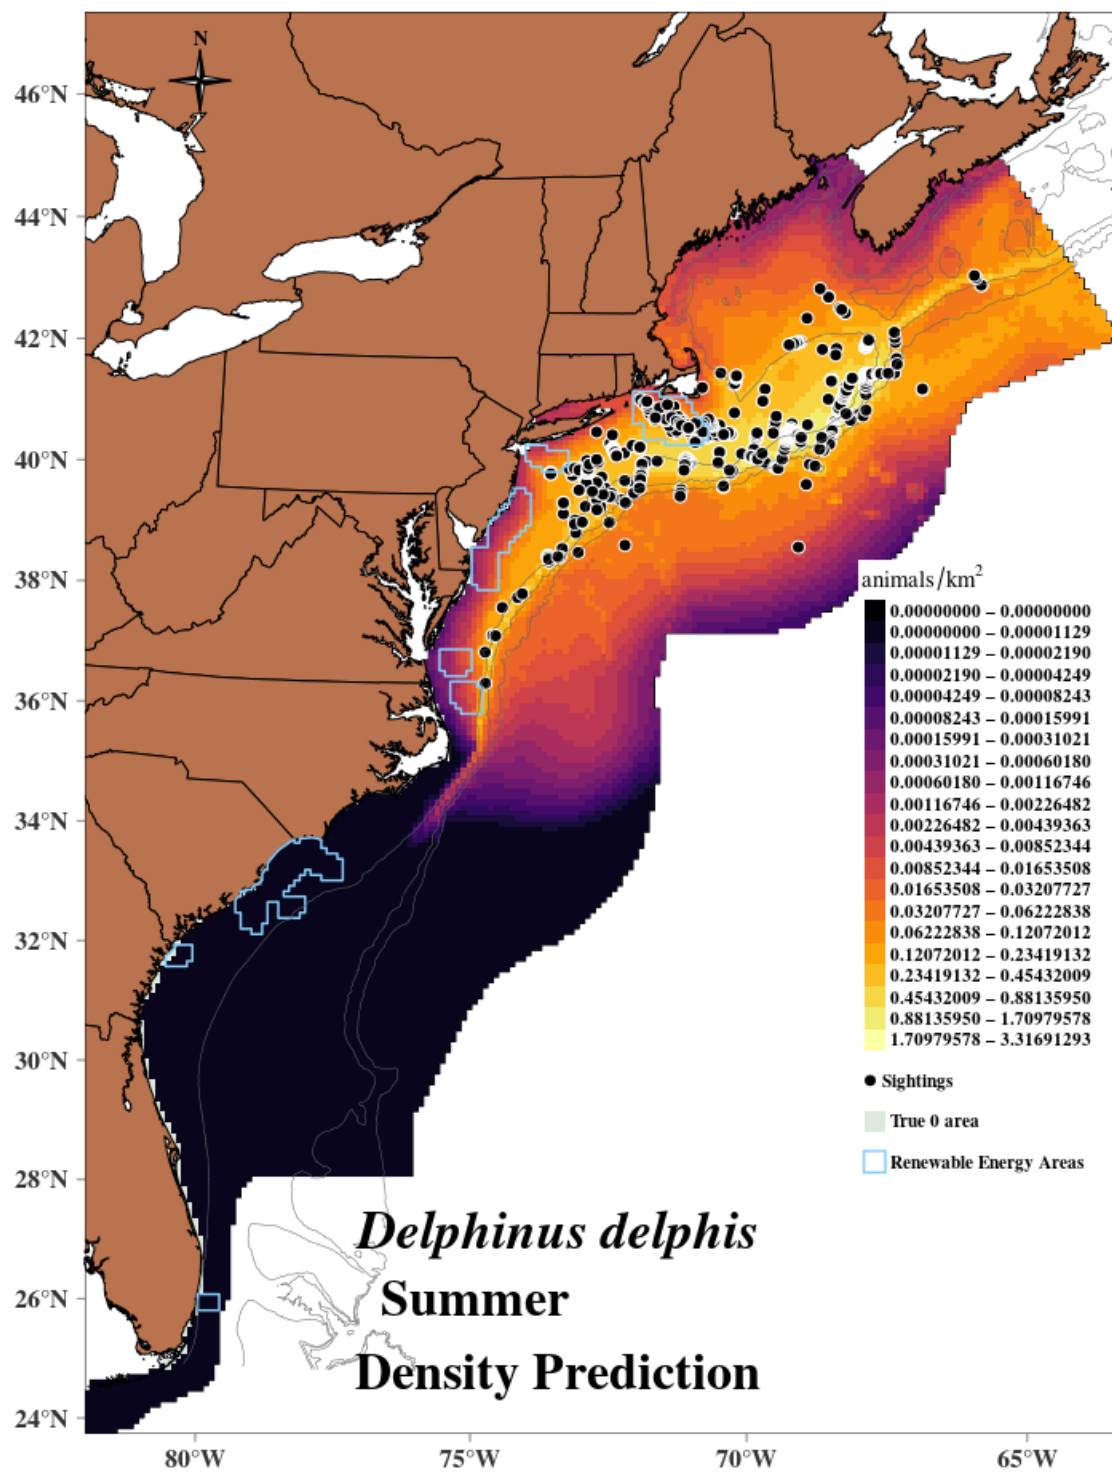 N
46°N
44°N
42°N
40°N
38°N
36°N
34°N
32°N
30°N
28°N
26°N
24°N
80°W
75°W
70°W
65°W
animals/km²
0.00000000 – 0.00000000
0.00000000 – 0.00001129
0.00001129 – 0.00002190
0.00002190 – 0.00004249
0.00004249 – 0.00008243
0.00008243 – 0.00015991
0.00015991 – 0.00031021
0.00031021 – 0.00060180
0.00060180 – 0.00116746
0.00116746 – 0.00226482
0.00226482 – 0.00439363
0.00439363 – 0.00852344
0.00852344 – 0.01653508
0.01653508 – 0.03207727
0.03207727 – 0.06222838
0.06222838 – 0.12072012
0.12072012 – 0.23419132
0.23419132 – 0.45432009
0.45432009 – 0.88135950
0.88135950 – 1.70979578
1.70979578 – 3.31691293
Sightings
True 0 area
Renewable Energy Areas
Delphinus delphis
Summer
Density Prediction